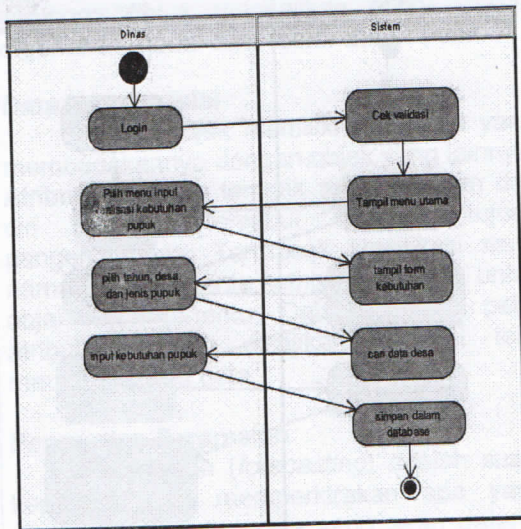 Dinas
Sistem
Login
Cek validasi
Pilih menu input
realisasi kebutuhan
pupuk
Tampil menu utama
tampil form
kebutuhan
pilih tahun, desa
dan jenis pupuk
cari data desa
input kebutuhan pupuk
simpan dalam
database